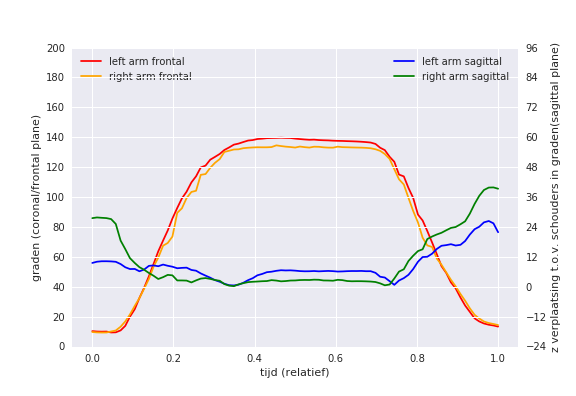 left arm frontal
right arm frontal
left arm sagittal
right arm sagittal
graden (coronal/frontal plane)
200
180
160
140
120
100
80
60
40
20
0
96
84
72
60
48
36
24
12
0
−12
−24
z verplaatsing t.o.v. schouders in graden(sagittal plane)
0.0 0.2 0.4 0.6 0.8 1.0
tijd (relatief)